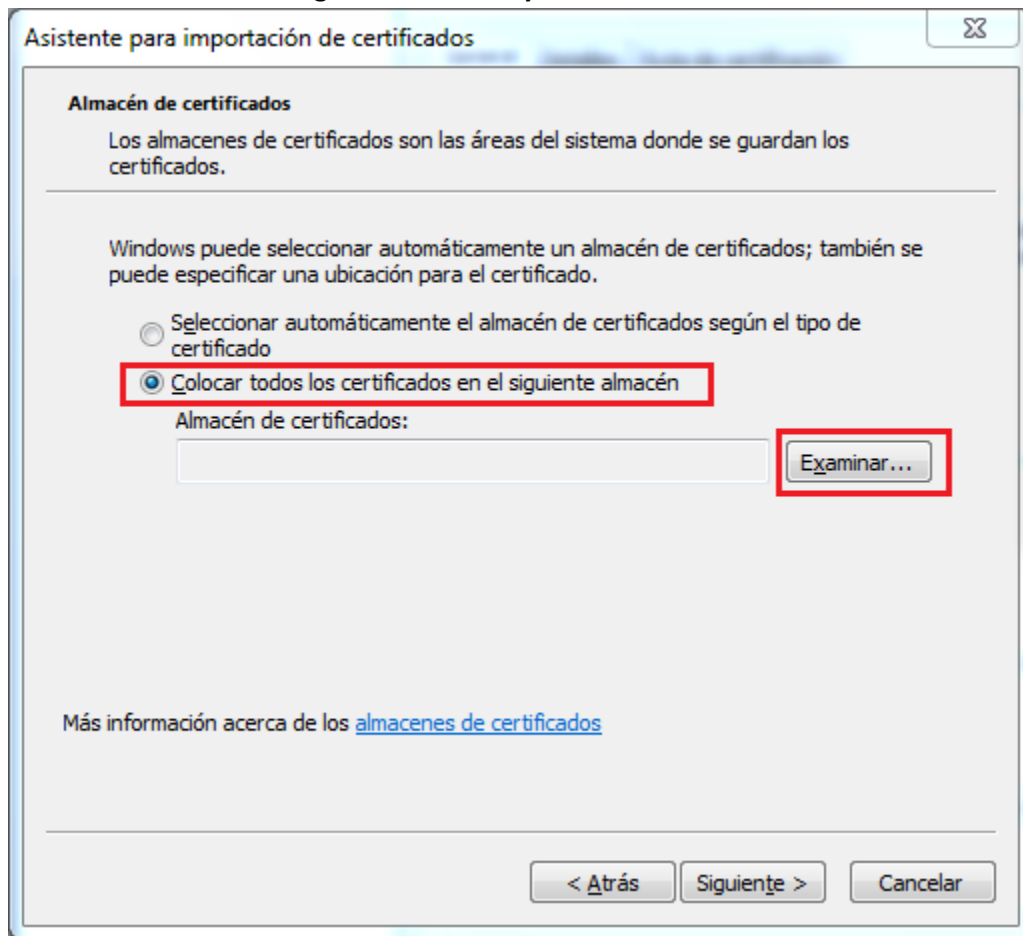 Asistente para importación de certificados
Almacén de certificados
Los almacenes de certificados son las áreas del sistema donde se guardan los
certificados.
Windows puede seleccionar automáticamente un almacén de certificados; también se
puede especificar una ubicación para el certificado.
Seleccionar automáticamente el almacén de certificados según el tipo de
certificado
Colocar todos los certificados en el siguiente almacén
Almacén de certificados:
Examinar...
Más información acerca de los almacenes de certificados
< Atrás Siguiente > Cancelar